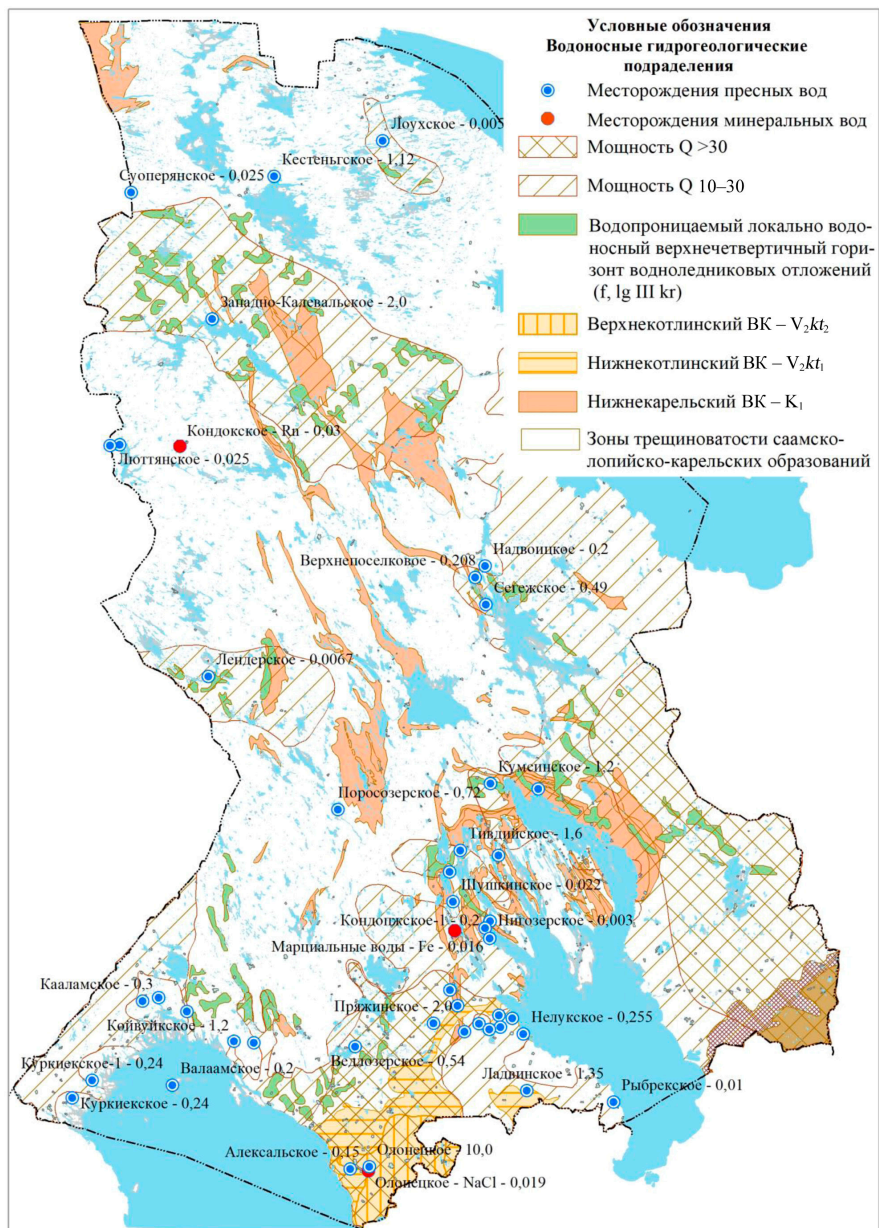 Условные обозначения
Водоносные гидрогеологические
подраделения
Месторождения пресных вод
Месторождения минеральных вод
Мощность Q >30
Мощность Q 10–30
Водопроницаемый локально водо-
носный верхнечетвертичный гори-
зонт водноледниковых отложений
(f, lg III kr)
Верхнекотлинский ВК – V₂kt₂
Нижнекотлинский ВК – V₂kt₁
Нижнекарельский ВК – K₁
Зоны трещиноватости саамско-
лопийско-карельских образований
Лоухское - 0,005
Кестеньгское - 1,12
Суоперянское - 0,025
Западно-Калевальское - 2,0
Кондокское - Rn - 0,03
Люттянское - 0,025
Надвоицкое - 0,2
Верхнепоселковое - 0,208
Сегежское - 0,49
Лендерское - 0,0067
Кумсинское - 1,2
Поросозерское - 0,72
Тивдийское - 1,6
Шушкинское - 0,022
Кондопжское-1 - 0,2
Нигозерское - 0,003
Марциальные воды - Fe - 0,016
Кааламское - 0,3
Пряжинское - 2,0
Койвуйкское - 1,2
Нелукское - 0,255
Куркиекское-1 - 0,24
Валаамское - 0,2
Ведлозерское - 0,54
Ладвинское - 1,35
Рыбрекское - 0,01
Куркиекское - 0,24
Алексальское - 0,15
Олонецкое - 10,0
Олонецкое - NaCl - 0,019